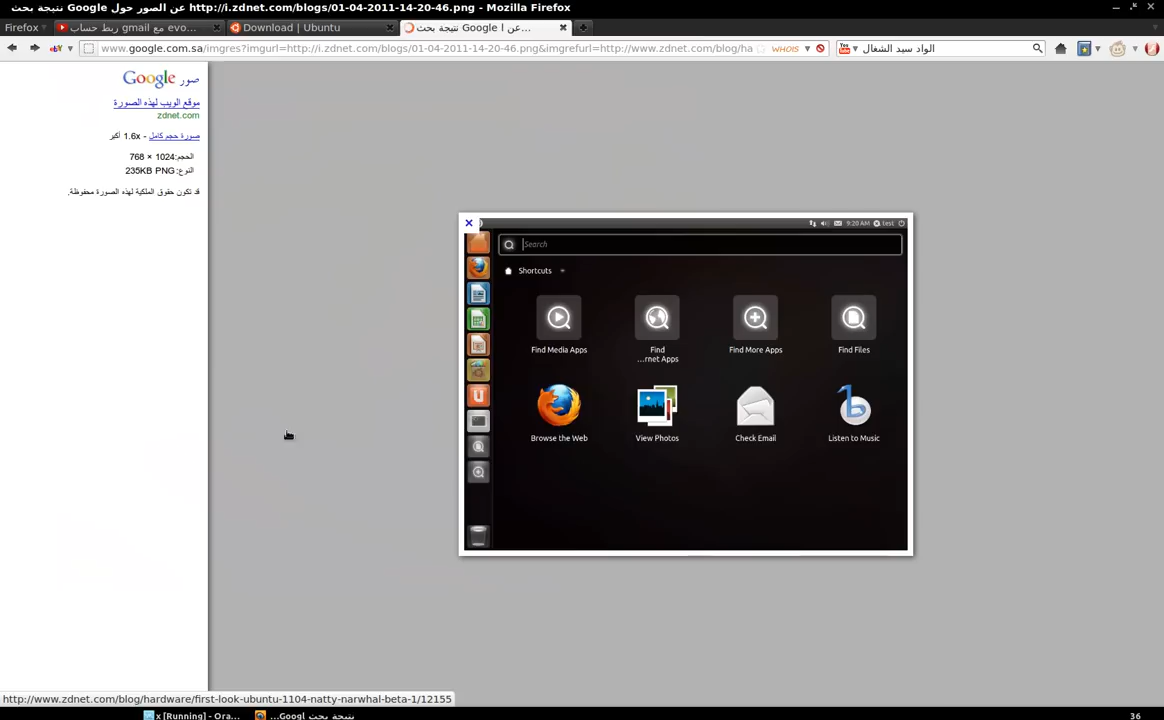 نتيجة بحث Google عن الصور حول http://i.zdnet.com/blogs/01-04-2011-14-20-46.png - Mozilla Firefox
Firefox
ربط حساب gmail مع evo...
Download | Ubuntu
نتيجة بحث Google عن ا...
www.google.com.sa/imgres?imgurl=http://i.zdnet.com/blogs/01-04-2011-14-20-46.png&imgrefurl=http://www.zdnet.com/blog/ha
WHOIS
الواد سيد الشغال
صور Google
موقع الويب لهذه الصورة
zdnet.com
صورة حجم كامل - 1.6x أكبر
الحجم: 1024 × 768
النوع: 235KB PNG
قد تكون حقوق الملكية لهذه الصورة محفوظة.
9:20 AM test
Search
Shortcuts
Find Media Apps
Find
...rnet Apps
Find More Apps
Find Files
Browse the Web
View Photos
Check Email
Listen to Music
http://www.zdnet.com/blog/hardware/first-look-ubuntu-1104-natty-narwhal-beta-1/12155
x [Running] - Ora...
نتيجة بحث Googl...
36